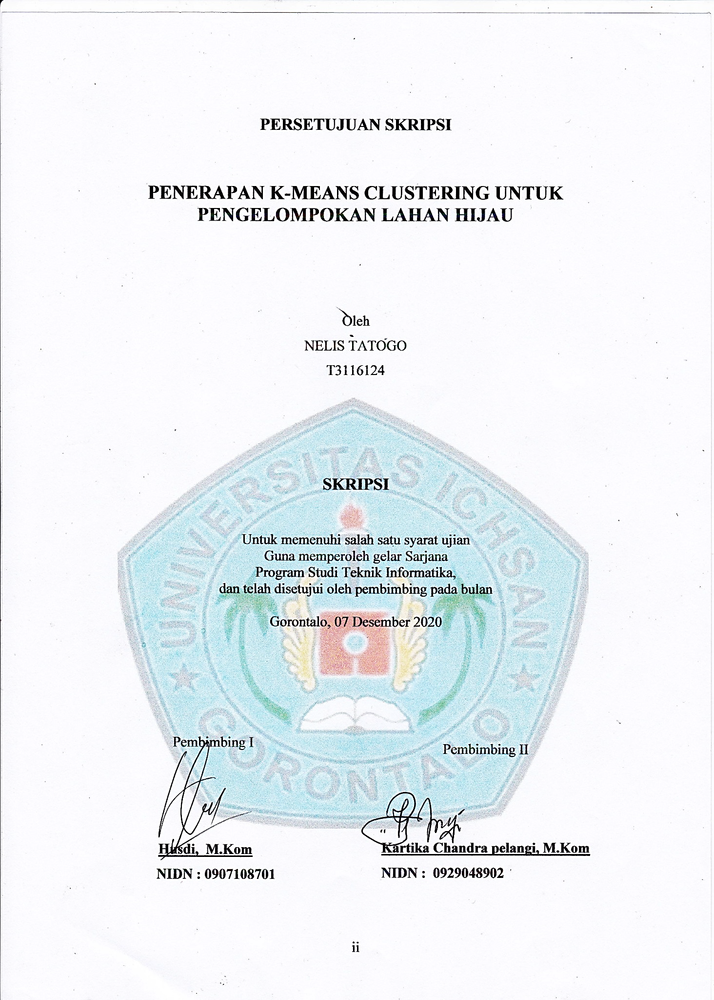 PERSETUJUAN SKRIPSI
PENERAPAN K-MEANS CLUSTERING UNTUK
PENGELOMPOKAN LAHAN HIJAU
Oleh
NELIS TATOGO
T3116124
UNIVERSITAS ICHSAN
SKRIPSI
Untuk memenuhi salah satu syarat ujian
Guna memperoleh gelar Sarjana
Program Studi Teknik Informatika,
dan telah disetujui oleh pembimbing pada bulan
Gorontalo, 07 Desember 2020
GORONTALO
Pembimbing I
Pembimbing II
Husdi, M.Kom
Kartika Chandra pelangi, M.Kom
NIDN : 0907108701
NIDN : 0929048902
ii